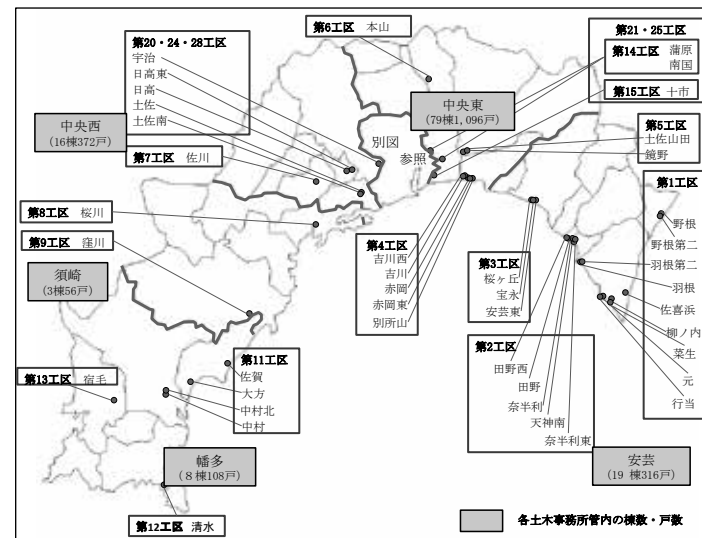 第6工区 本山
第21・25工区
第14工区 蒲原
南国
第15工区 十市
第20・24・28工区
宇治
日高東
日高
土佐
土佐南
中央西
(16棟372戸)
中央東
(79棟1,096戸)
別図
参照
第5工区
土佐山田
鏡野
第7工区 佐川
第1工区
野根
野根第二
羽根第二
羽根
佐喜浜
柳ノ内
菜生
元
行当
第8工区 桜川
第9工区 窪川
須崎
(3棟56戸)
第4工区
吉川西
吉川
赤岡
赤岡東
別所山
第3工区
桜ヶ丘
宝永
安芸東
第2工区
田野西
田野
奈半利
天神南
奈半利東
第11工区
佐賀
大方
中村北
中村
第13工区 宿毛
幡多
(8棟108戸)
安芸
(19 棟316戸)
第12工区 清水
各土木事務所管内の棟数・戸数